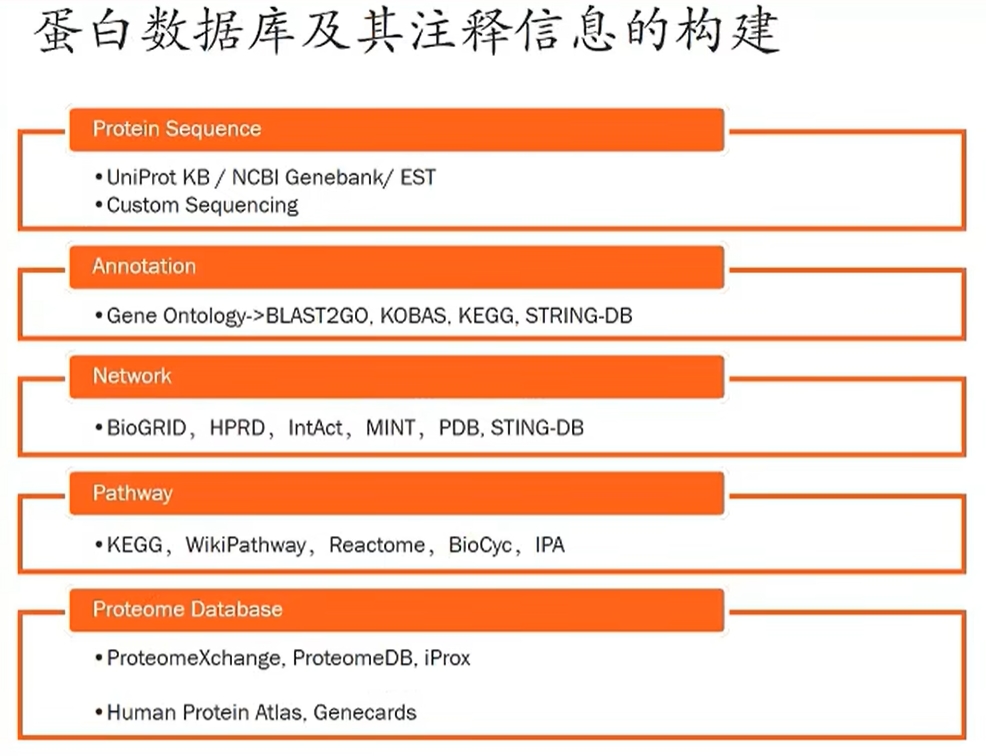 蛋白数据库及其注释信息的构建
Protein Sequence
•UniProt KB / NCBI Genebank/ EST
•Custom Sequencing
Annotation
•Gene Ontology->BLAST2GO, KOBAS, KEGG, STRING-DB
Network
•BioGRID，HPRD，IntAct，MINT，PDB, STING-DB
Pathway
•KEGG，WikiPathway，Reactome，BioCyc，IPA
Proteome Database
•ProteomeXchange, ProteomeDB, iProx
•Human Protein Atlas, Genecards